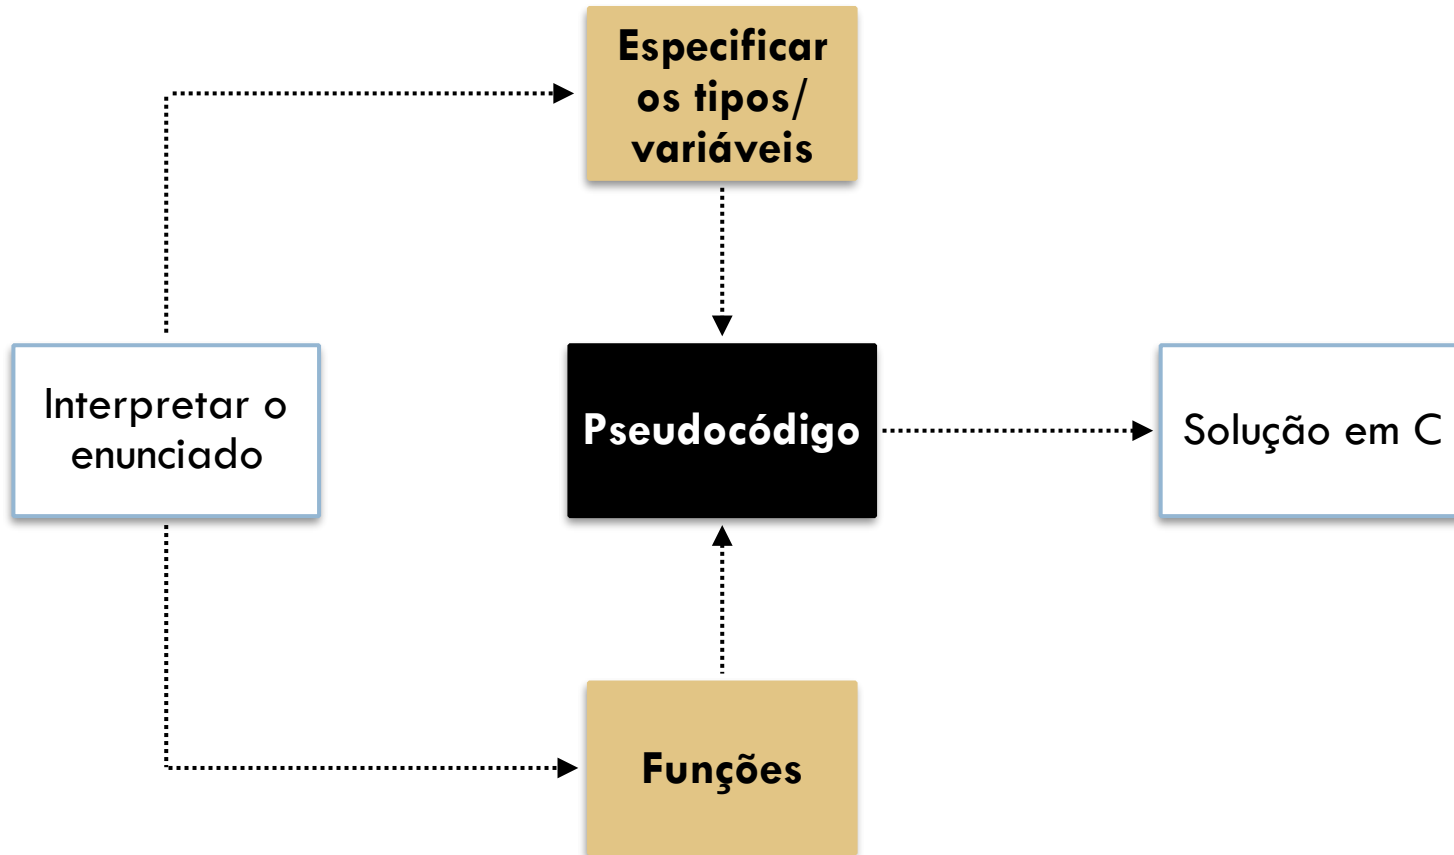 Especificar
os tipos/
variáveis
Interpretar o
enunciado
Pseudocódigo
Solução em C
Funções